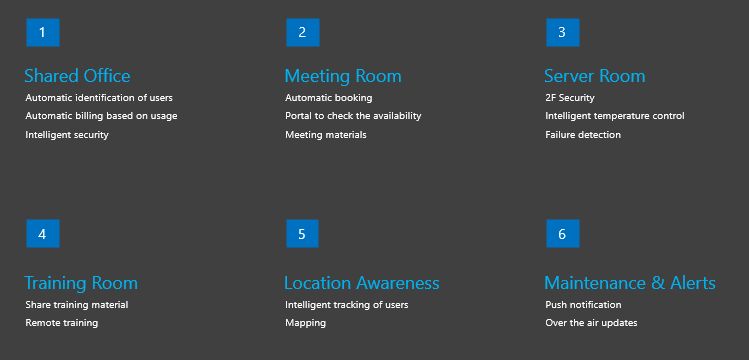 1
Shared Office
Automatic identification of users
Automatic billing based on usage
Intelligent security
2
Meeting Room
Automatic booking
Portal to check the availability
Meeting materials
3
Server Room
2F Security
Intelligent temperature control
Failure detection
4
Training Room
Share training material
Remote training
5
Location Awareness
Intelligent tracking of users
Mapping
6
Maintenance & Alerts
Push notification
Over the air updates